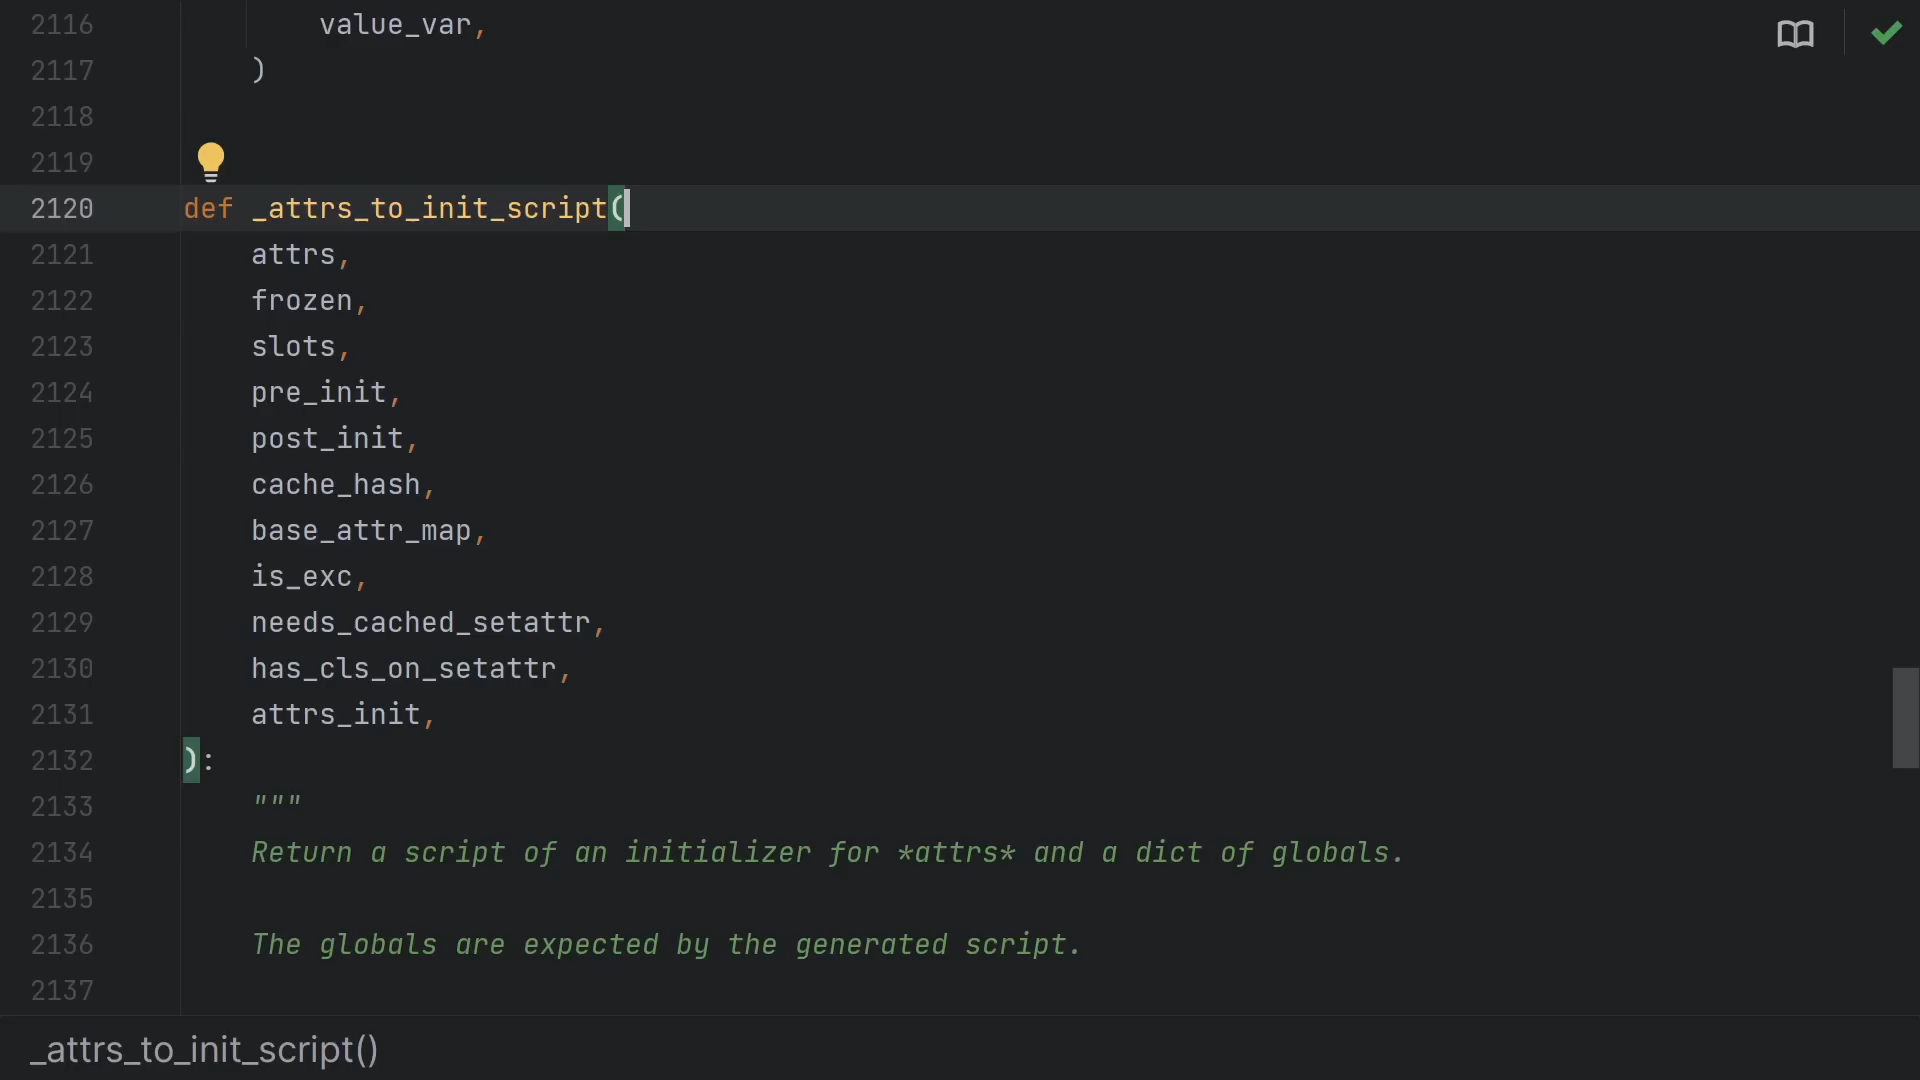 2116 value_var,
2117 )
2118
2119
2120 def _attrs_to_init_script(
2121 attrs,
2122 frozen,
2123 slots,
2124 pre_init,
2125 post_init,
2126 cache_hash,
2127 base_attr_map,
2128 is_exc,
2129 needs_cached_setattr,
2130 has_cls_on_setattr,
2131 attrs_init,
2132 ):
2133 """
2134 Return a script of an initializer for *attrs* and a dict of globals.
2135
2136 The globals are expected by the generated script.
2137
_attrs_to_init_script()